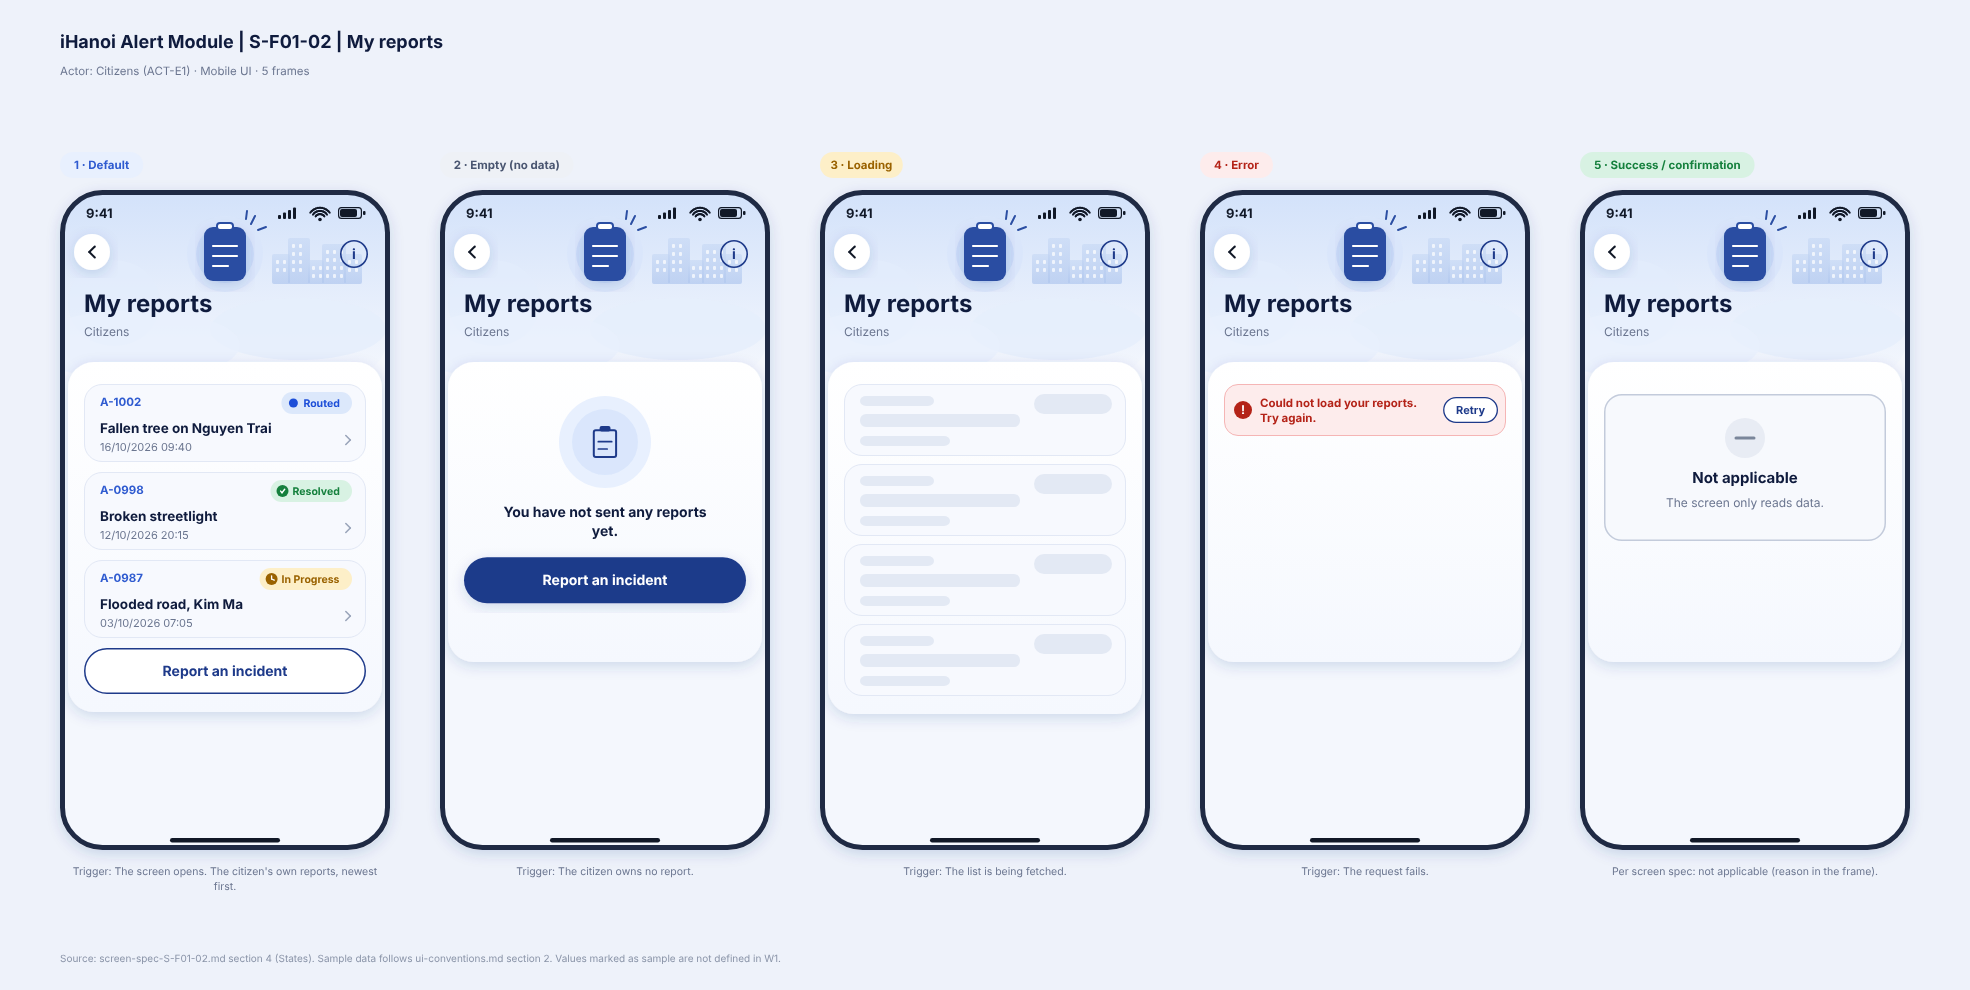 iHanoi Alert Module | S-F01-02 | My reports
Actor: Citizens (ACT-E1) · Mobile UI · 5 frames
1 · Default
9:41
i
My reports
Citizens
A-1002
Routed
Fallen tree on Nguyen Trai
16/10/2026 09:40
A-0998
Resolved
Broken streetlight
12/10/2026 20:15
A-0987
In Progress
Flooded road, Kim Ma
03/10/2026 07:05
Report an incident
Trigger: The screen opens. The citizen's own reports, newest
first.
2 · Empty (no data)
9:41
i
My reports
Citizens
You have not sent any reports
yet.
Report an incident
Trigger: The citizen owns no report.
3 · Loading
9:41
i
My reports
Citizens
Trigger: The list is being fetched.
4 · Error
9:41
i
My reports
Citizens
Could not load your reports.
Try again.
Retry
Trigger: The request fails.
5 · Success / confirmation
9:41
i
My reports
Citizens
Not applicable
The screen only reads data.
Per screen spec: not applicable (reason in the frame).
Source: screen-spec-S-F01-02.md section 4 (States). Sample data follows ui-conventions.md section 2. Values marked as sample are not defined in W1.